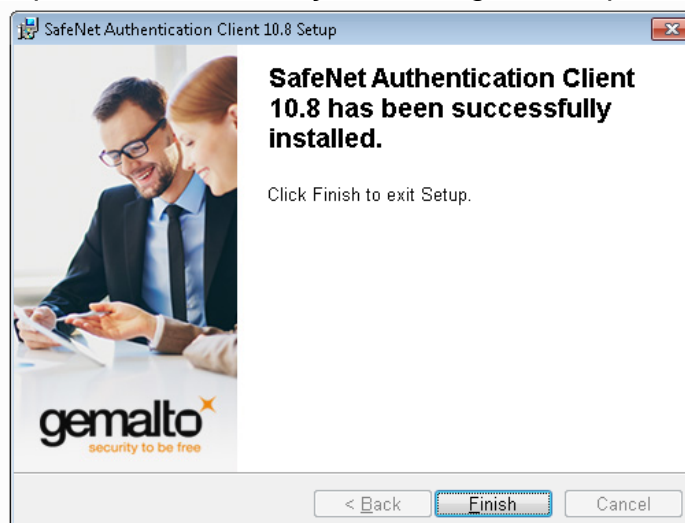 SafeNet Authentication Client 10.8 Setup
SafeNet Authentication Client
10.8 has been successfully
installed.
Click Finish to exit Setup.
gemalto
security to be free
< Back
Finish
Cancel